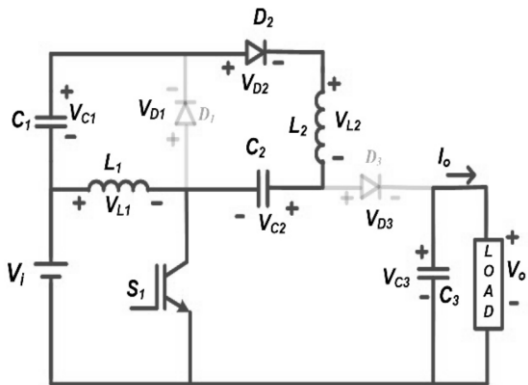 D2
+ VD2 -
+
C1 VC1
-
-
VD1 D1
+
+
L2 VL2
-
L1
+ VL1 -
C2
- VC2 +
D3
+ VD3 -
Io
Vi
S1
+
VC3 C3
-
LOAD
+
Vo
-